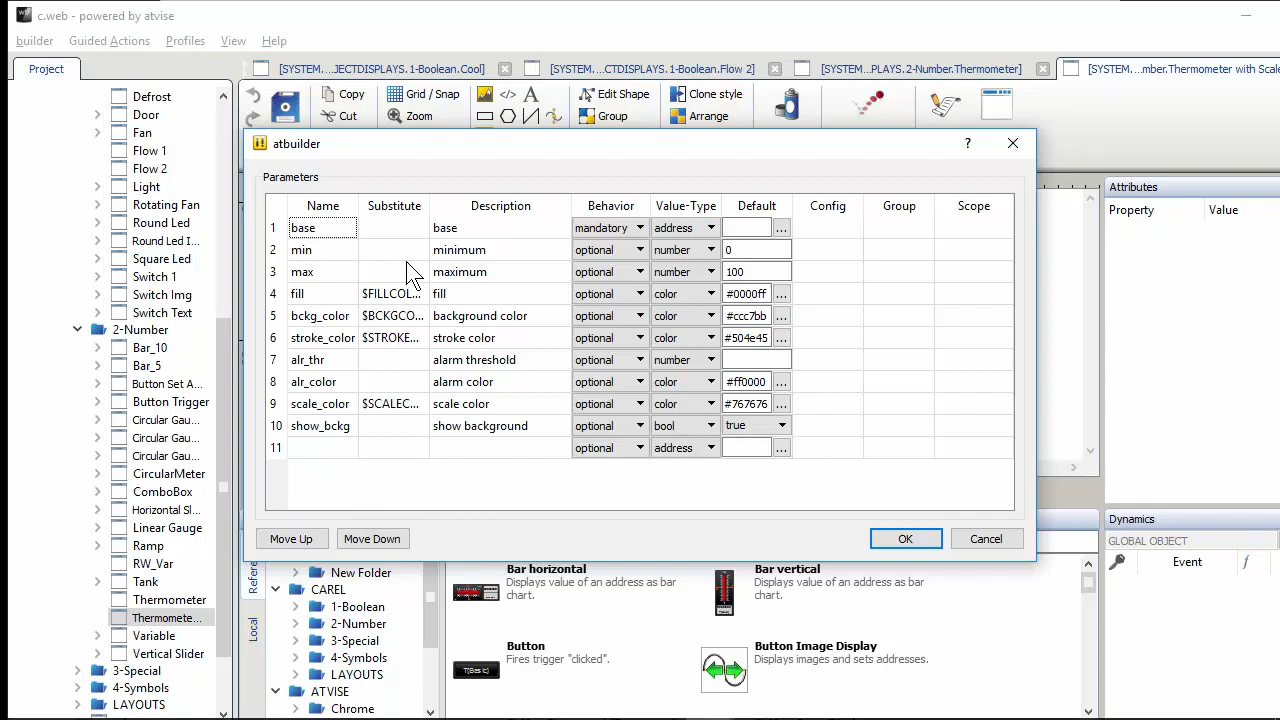 c.web - powered by atvise
builder Guided Actions Profiles View Help
Project
[SYSTEM. ...JECTDISPLAYS. 1-Boolean.Cool]
[SYSTEM. ...CTDISPLAYS. 1-Boolean.Flow 2]
[SYSTEM. ...PLAYS. 2-Number.Thermometer]
[SYSTEM. ...mber.Thermometer with Scale
Copy
Grid / Snap
Edit Shape
Clone style
Cut
Zoom
Group
Arrange
Defrost
Door
Fan
Flow 1
Flow 2
Light
Rotating Fan
Round Led
Round Led I...
Square Led
Switch 1
Switch Img
Switch Text
2-Number
Bar_10
Bar_5
Button Set A...
Button Trigger
Circular Gau...
Circular Gau...
Circular Gau...
CircularMeter
ComboBox
Horizontal Sl...
Linear Gauge
Ramp
RW_Var
Tank
Thermometer
Thermomete...
Variable
Vertical Slider
3-Special
4-Symbols
LAYOUTS
atbuilder ?
Parameters
Name Substitute Description Behavior Value-Type Default Config Group Scope
1 base base mandatory address ...
2 min minimum optional number 0
3 max maximum optional number 100
4 fill $FILLCOL... fill optional color #0000ff ...
5 bckg_color $BCKGCO... background color optional color #ccc7bb ...
6 stroke_color $STROKE... stroke color optional color #504e45 ...
7 alr_thr alarm threshold optional number
8 alr_color alarm color optional color #ff0000 ...
9 scale_color $SCALEC... scale color optional color #767676 ...
10 show_bckg show background optional bool true
11 optional address ...
Move Up Move Down OK Cancel
Attributes
Property Value
Dynamics
GLOBAL OBJECT
Event f
Refere
Local
New Folder
CAREL
1-Boolean
2-Number
3-Special
4-Symbols
LAYOUTS
ATVISE
Chrome
Bar horizontal
Displays value of an address as bar
chart.
Bar vertical
Displays value of an address as bar
chart.
Button
Fires trigger "clicked".
T{Basic}
Button Image Display
Displays images and sets addresses.